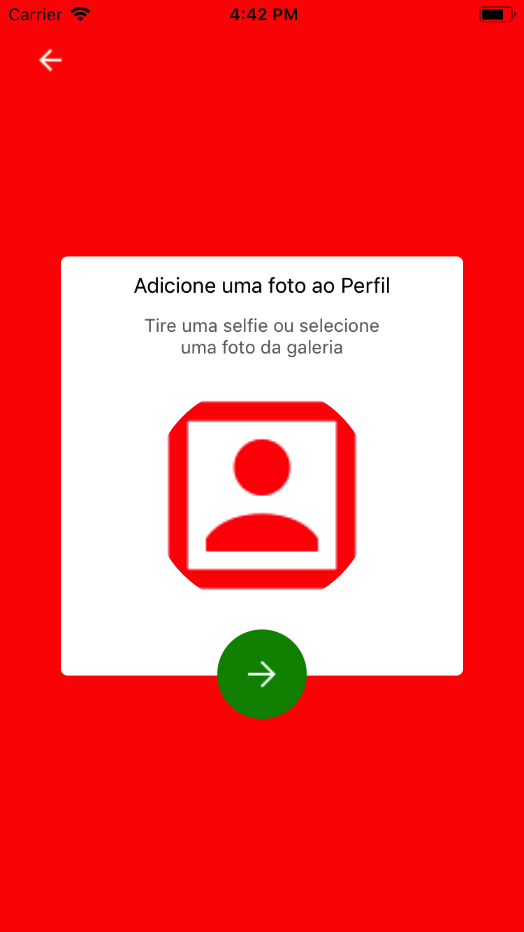 Carrier 4:42 PM
Adicione uma foto ao Perfil
Tire uma selfie ou selecione
uma foto da galeria